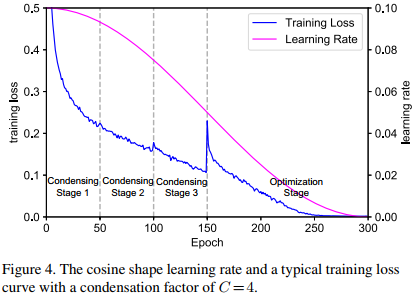 0.5
0.4
0.3
0.2
0.1
0.0
training loss
0.10
0.08
0.06
0.04
0.02
0.00
learning rate
Training Loss
Learning Rate
Condensing
Stage 1
Condensing
Stage 2
Condensing
Stage 3
Optimization
Stage
0 50 100 150 200 250 300
Epoch
Figure 4. The cosine shape learning rate and a typical training loss
curve with a condensation factor of C = 4.